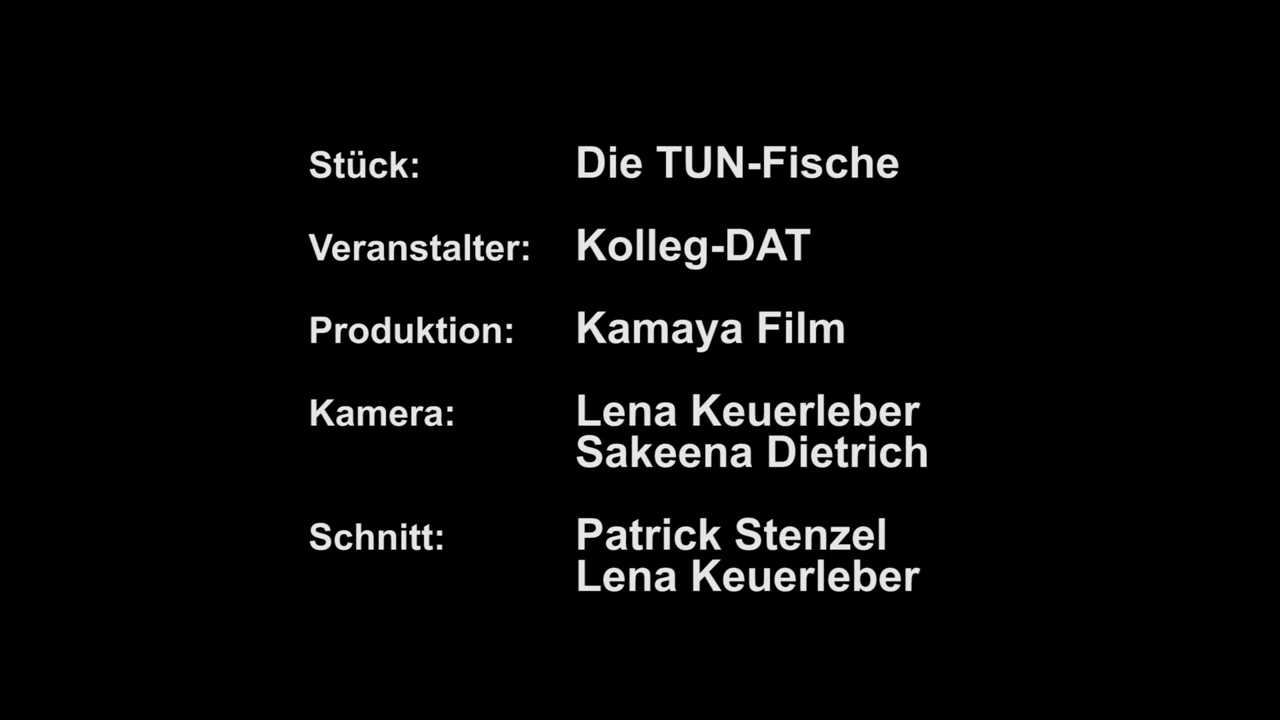 Stück: Die TUN-Fische
Veranstalter: Kolleg-DAT
Produktion: Kamaya Film
Kamera: Lena Keuerleber
Sakeena Dietrich
Schnitt: Patrick Stenzel
Lena Keuerleber